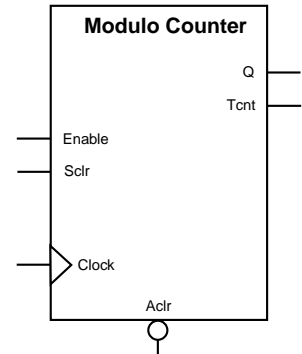 Modulo Counter
Q
Tcnt
Enable
Sclr
Clock
Aclr